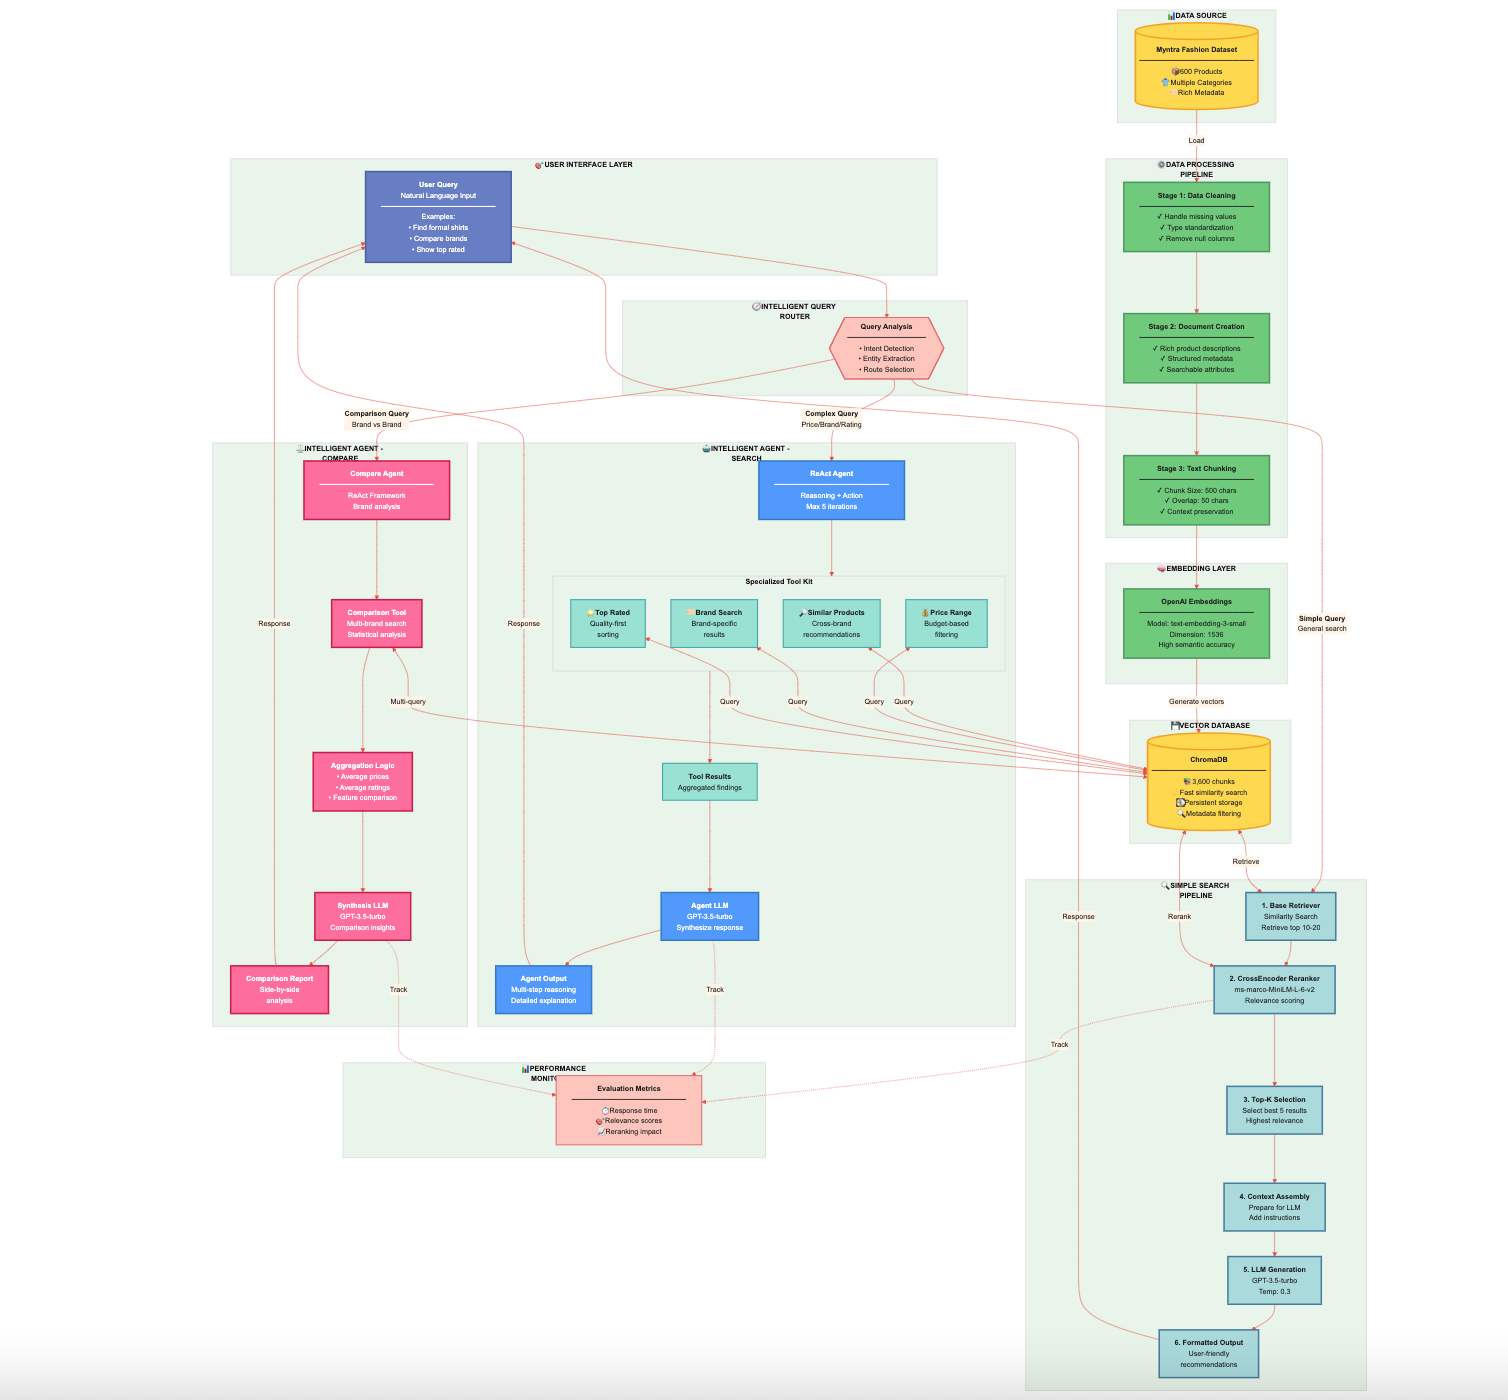 📊DATA SOURCE
Myntra Fashion Dataset
📦600 Products
👕Multiple Categories
Rich Metadata
Load
🎯USER INTERFACE LAYER
User Query
Natural Language Input
Examples:
• Find formal shirts
• Compare brands
• Show top rated
⚙️DATA PROCESSING
PIPELINE
Stage 1: Data Cleaning
✓ Handle missing values
✓ Type standardization
✓ Remove null columns
Stage 2: Document Creation
✓ Rich product descriptions
✓ Structured metadata
✓ Searchable attributes
Stage 3: Text Chunking
✓ Chunk Size: 500 chars
✓ Overlap: 50 chars
✓ Context preservation
🧭INTELLIGENT QUERY
ROUTER
Query Analysis
• Intent Detection
• Entity Extraction
• Route Selection
Comparison Query
Brand vs Brand
Complex Query
Price/Brand/Rating
Simple Query
General search
⚖️INTELLIGENT AGENT -
COMPARE
Compare Agent
ReAct Framework
Brand analysis
Comparison Tool
Multi-brand search
Statistical analysis
Response
Multi-query
Aggregation Logic
• Average prices
• Average ratings
• Feature comparison
Synthesis LLM
GPT-3.5-turbo
Comparison insights
Comparison Report
Side-by-side
analysis
Track
🤖INTELLIGENT AGENT -
SEARCH
ReAct Agent
Reasoning + Action
Max 5 iterations
Specialized Tool Kit
⭐Top Rated
Quality-first
sorting
Brand Search
Brand-specific
results
🔎Similar Products
Cross-brand
recommendations
💰Price Range
Budget-based
filtering
Response
Query
Query
Query
Query
Tool Results
Aggregated findings
Agent LLM
GPT-3.5-turbo
Synthesize response
Agent Output
Multi-step reasoning
Detailed explanation
Track
🧠EMBEDDING LAYER
OpenAI Embeddings
Model: text-embedding-3-small
Dimension: 1536
High semantic accuracy
Generate vectors
💾VECTOR DATABASE
ChromaDB
📚3,600 chunks
Fast similarity search
Persistent storage
🔍Metadata filtering
Retrieve
Rerank
Response
🔍SIMPLE SEARCH
PIPELINE
1. Base Retriever
Similarity Search
Retrieve top 10-20
2. CrossEncoder Reranker
ms-marco-MiniLM-L-6-v2
Relevance scoring
Track
3. Top-K Selection
Select best 5 results
Highest relevance
4. Context Assembly
Prepare for LLM
Add instructions
5. LLM Generation
GPT-3.5-turbo
Temp: 0.3
6. Formatted Output
User-friendly
recommendations
📊PERFORMANCE
Evaluation Metrics
⏱️Response time
🎯Relevance scores
📈Reranking impact